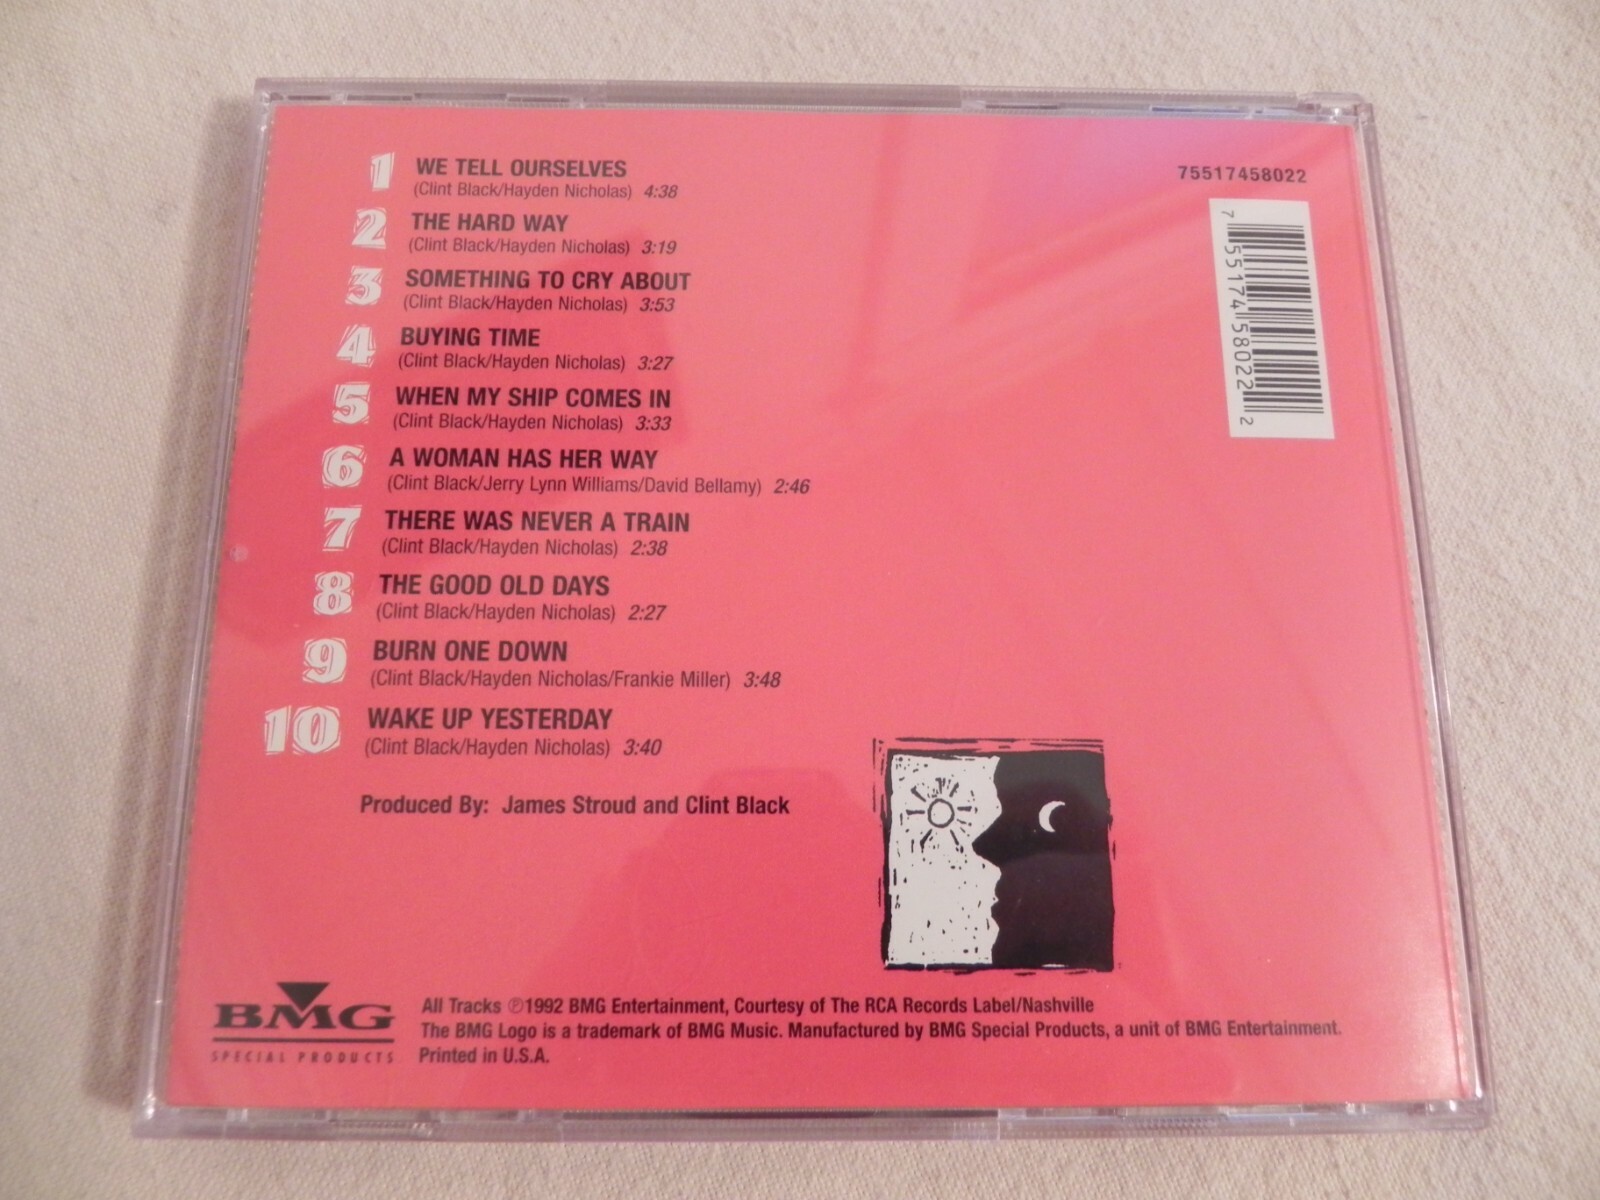 1 WE TELL OURSELVES
(Clint Black/Hayden Nicholas) 4:38
2 THE HARD WAY
(Clint Black/Hayden Nicholas) 3:19
3 SOMETHING TO CRY ABOUT
(Clint Black/Hayden Nicholas) 3:53
4 BUYING TIME
(Clint Black/Hayden Nicholas) 3:27
5 WHEN MY SHIP COMES IN
(Clint Black/Hayden Nicholas) 3:33
6 A WOMAN HAS HER WAY
(Clint Black/Jerry Lynn Williams/David Bellamy) 2:46
7 THERE WAS NEVER A TRAIN
(Clint Black/Hayden Nicholas) 2:38
8 THE GOOD OLD DAYS
(Clint Black/Hayden Nicholas) 2:27
9 BURN ONE DOWN
(Clint Black/Hayden Nicholas/Frankie Miller) 3:48
10 WAKE UP YESTERDAY
(Clint Black/Hayden Nicholas) 3:40
Produced By: James Stroud and Clint Black
75517458022
7 55174 58022 2
BMG
SPECIAL PRODUCTS
All Tracks ℗1992 BMG Entertainment, Courtesy of The RCA Records Label/Nashville
The BMG Logo is a trademark of BMG Music. Manufactured by BMG Special Products, a unit of BMG Entertainment.
Printed in U.S.A.